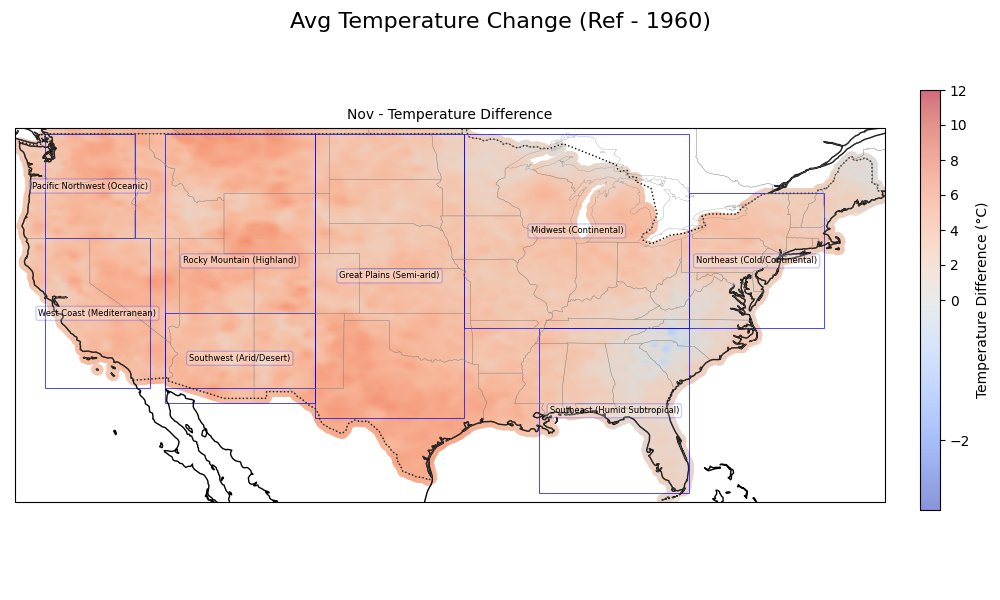 Avg Temperature Change (Ref - 1960)
Nov - Temperature Difference
Pacific Northwest (Oceanic)
Midwest (Continental)
Rocky Mountain (Highland)
Northeast (Cold/Continental)
Great Plains (Semi-arid)
West Coast (Mediterranean)
Southwest (Arid/Desert)
Southeast (Humid Subtropical)
12
10
8
6
4
2
0
−2
Temperature Difference (°C)